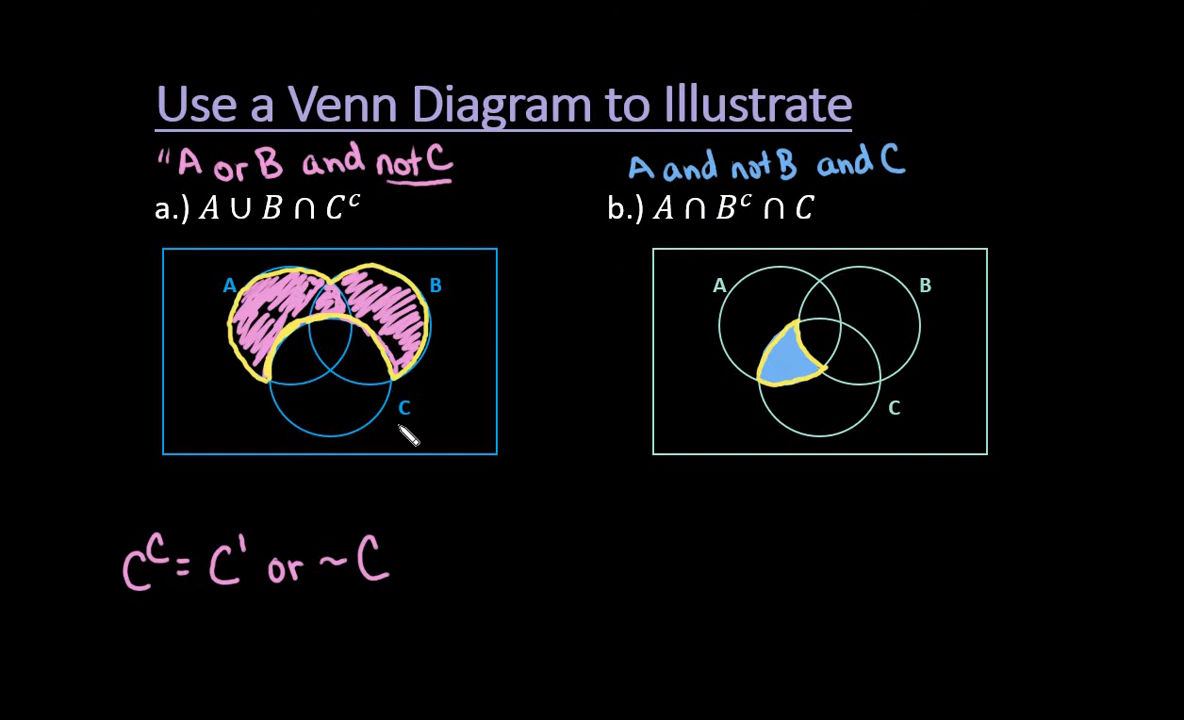 Use a Venn Diagram to Illustrate
"A or B and not C
A and not B and C
a.) A ∪ B ∩ Cᶜ
b.) A ∩ Bᶜ ∩ C
A
B
C
A
B
C
Cᶜ = C' or ~C